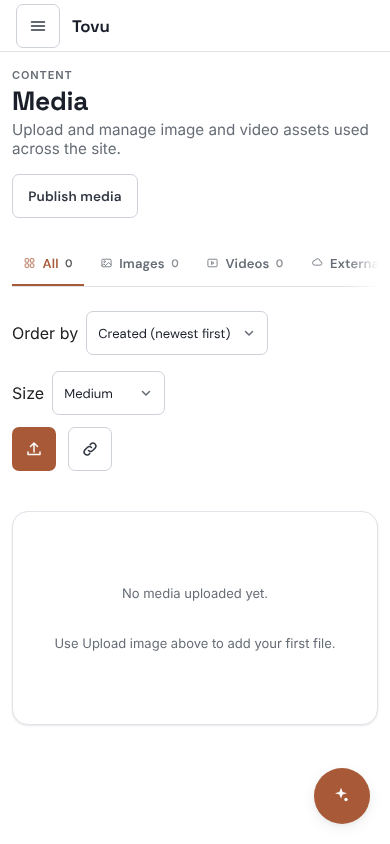 Tovu
CONTENT
Media
Upload and manage image and video assets used
across the site.
Publish media
All 0 Images 0 Videos 0 Externa
Order by Created (newest first)
Size Medium
No media uploaded yet.
Use Upload image above to add your first file.